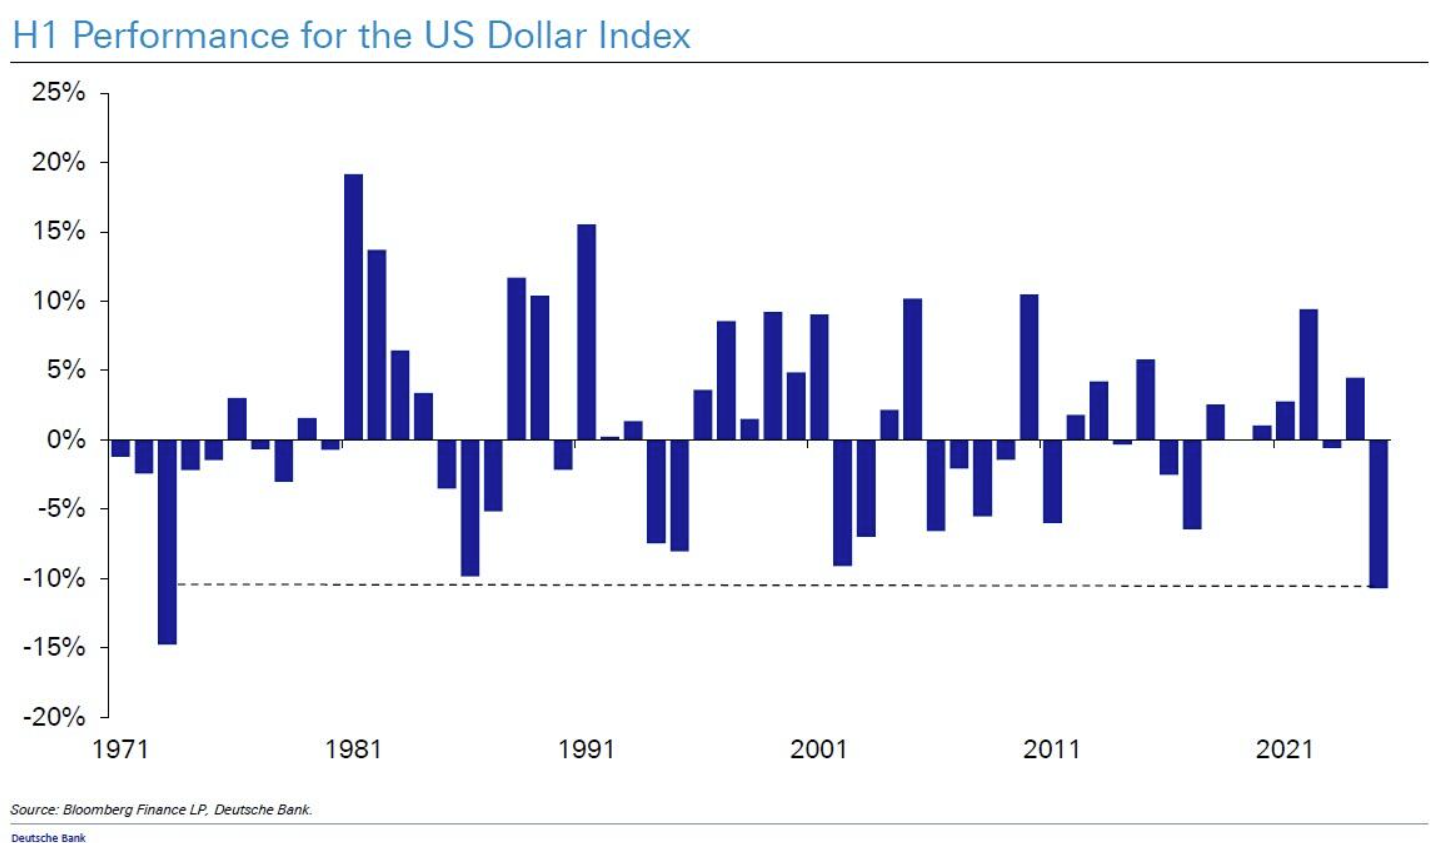 H1 Performance for the US Dollar Index
25%
20%
15%
10%
5%
0%
-5%
-10%
-15%
-20%
1971 1981 1991 2001 2011 2021
Source: Bloomberg Finance LP, Deutsche Bank.
Deutsche Bank